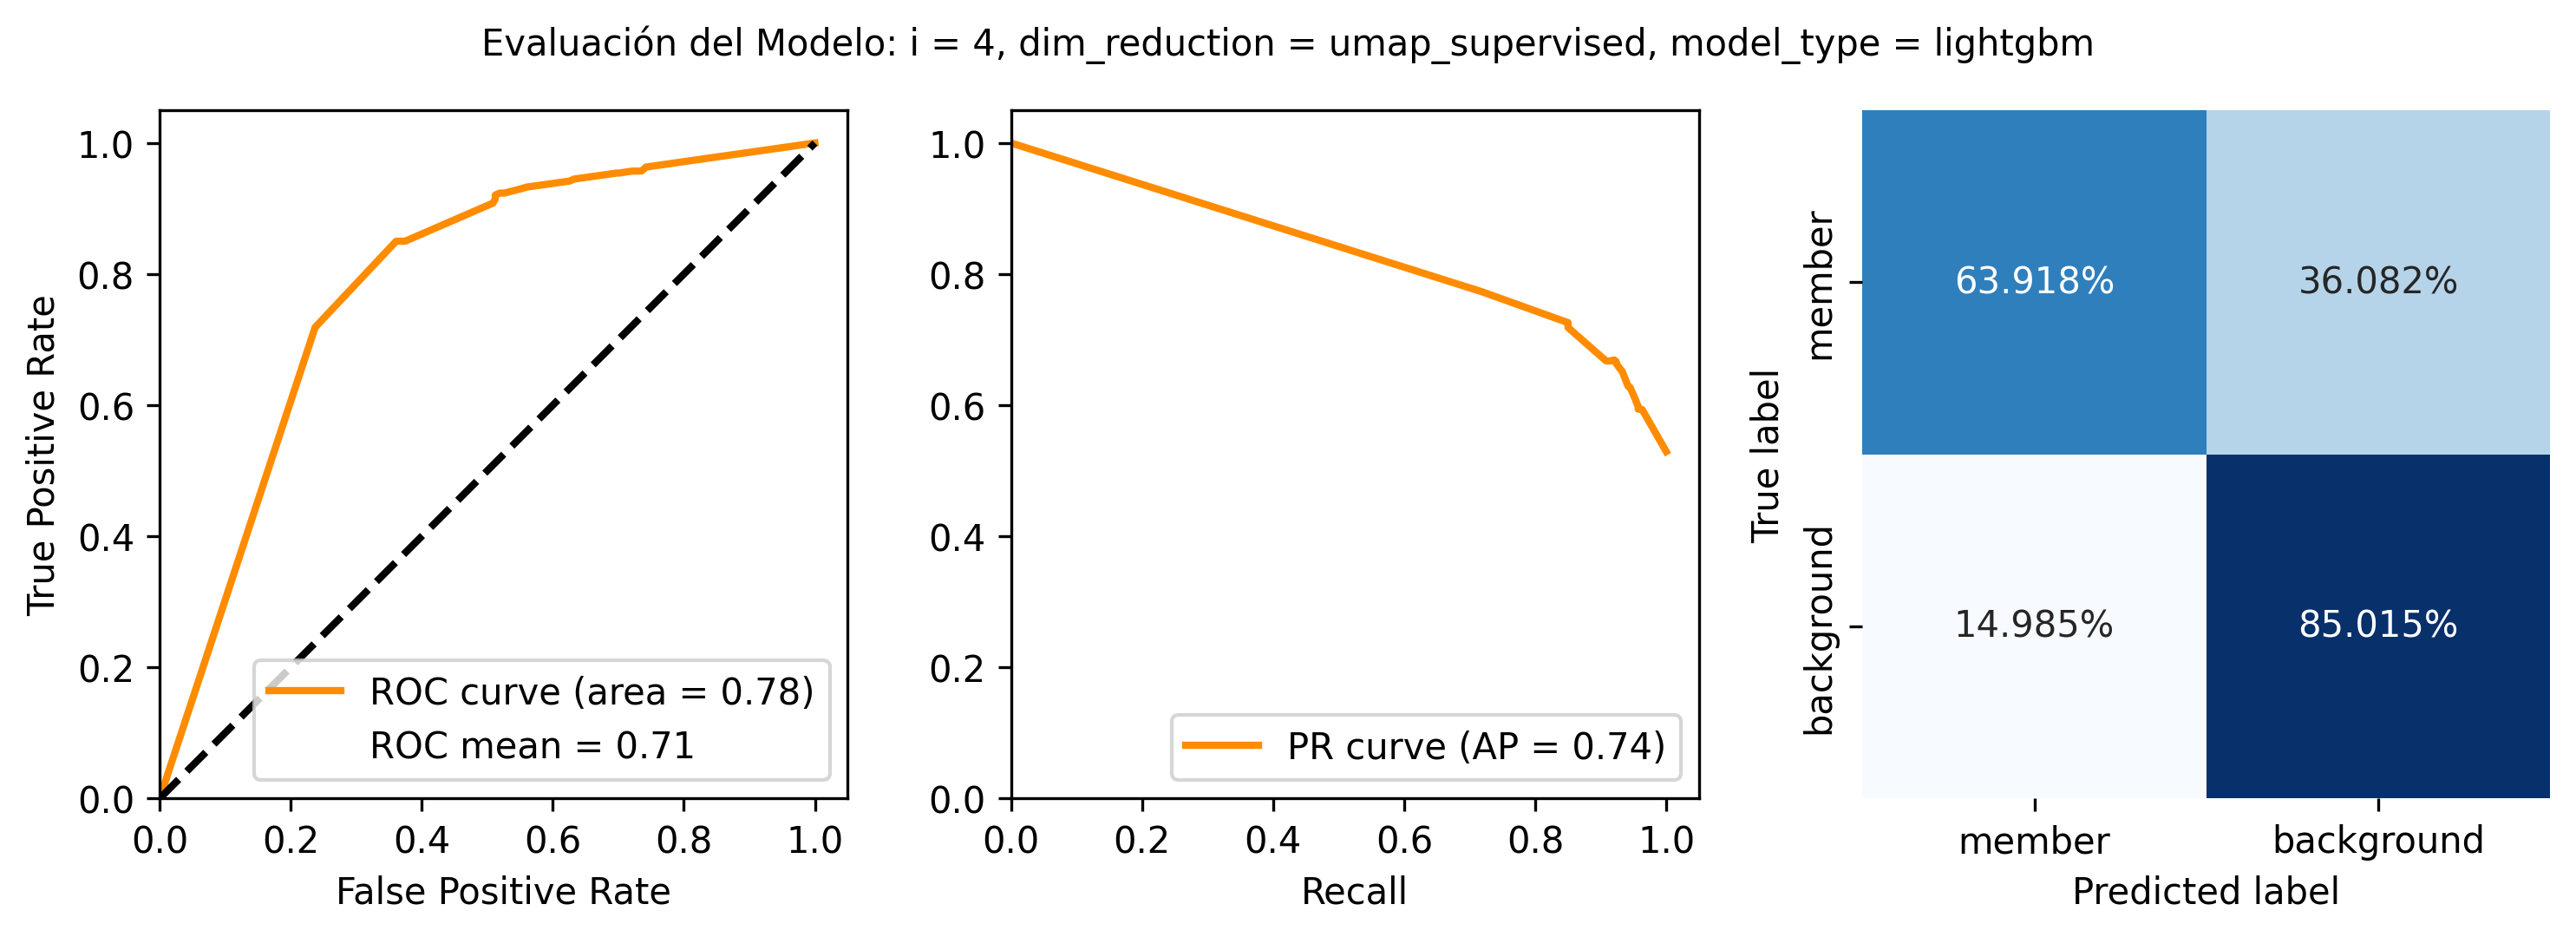 Evaluación del Modelo: i = 4, dim_reduction = umap_supervised, model_type = lightgbm
True Positive Rate
1.0
0.8
0.6
0.4
0.2
0.0
0.0 0.2 0.4 0.6 0.8 1.0
False Positive Rate
ROC curve (area = 0.78)
ROC mean = 0.71
1.0
0.8
0.6
0.4
0.2
0.0
0.0 0.2 0.4 0.6 0.8 1.0
Recall
PR curve (AP = 0.74)
True label
member
background
63.918% 36.082%
14.985% 85.015%
member background
Predicted label